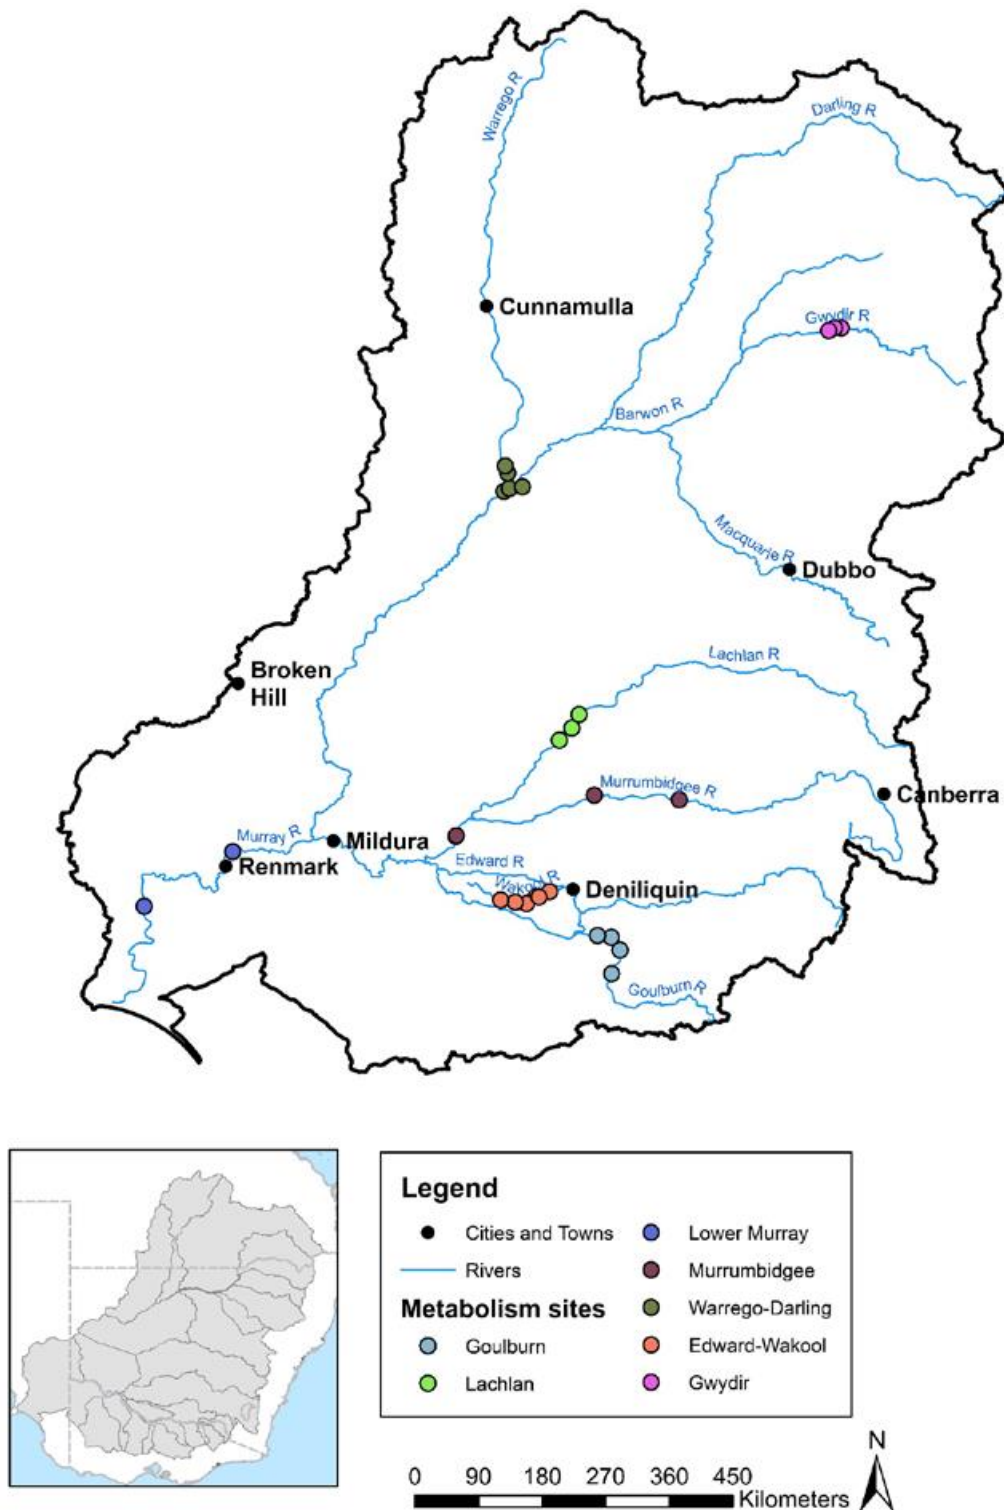 Warrego R
Darling R
Cunnamulla
Gwydir R
Barwon R
Macquarie R
Dubbo
Lachlan R
Broken
Hill
Murrumbidgee R
Canberra
Murray R
Mildura
Renmark
Edward R
Wakool R
Deniliquin
Goulburn R
Legend
Cities and Towns
Rivers
Metabolism sites
Goulburn
Lachlan
Lower Murray
Murrumbidgee
Warrego-Darling
Edward-Wakool
Gwydir
N
0 90 180 270 360 450
Kilometers